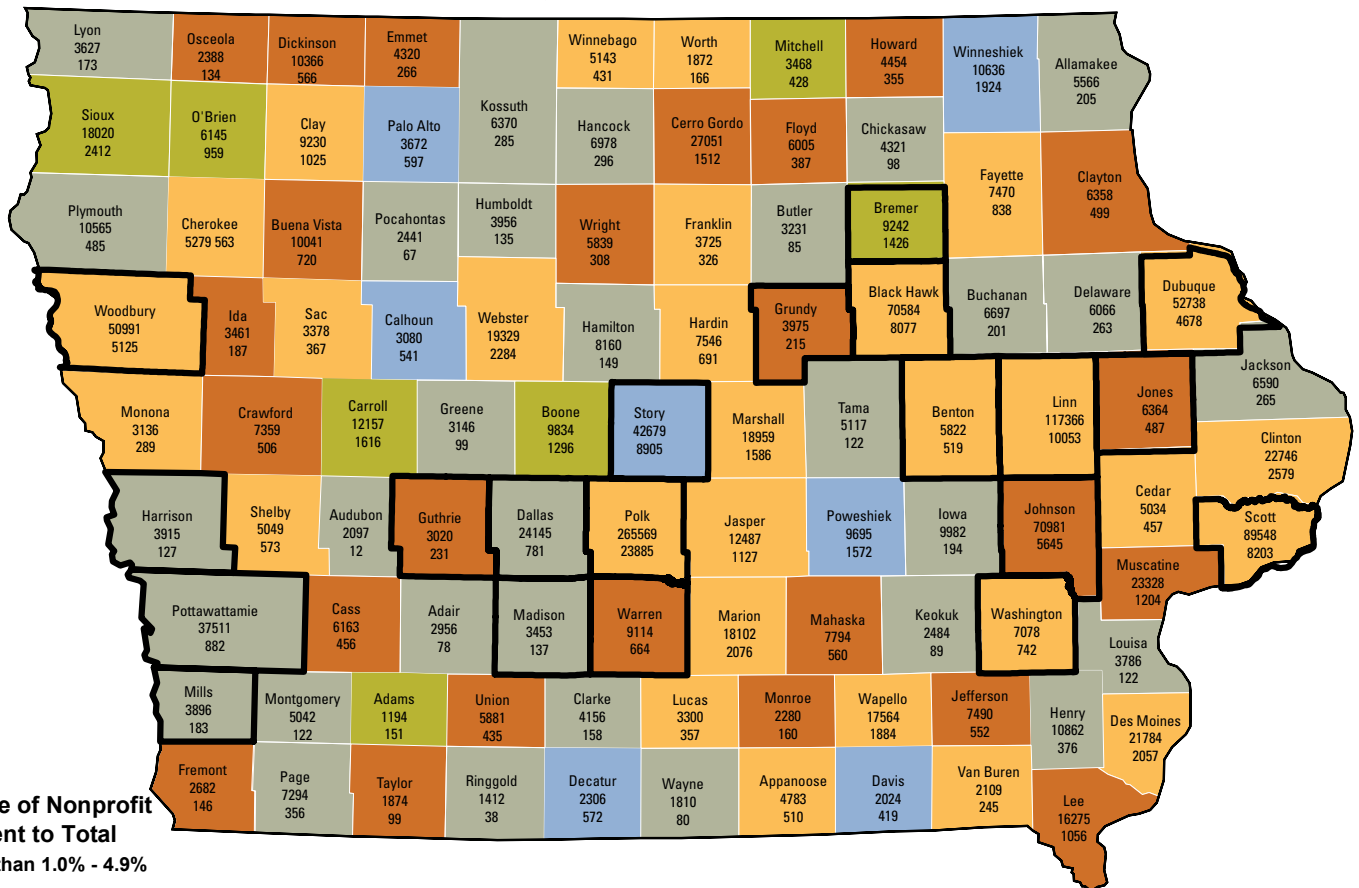 Lyon
3627
173
Osceola
2388
134
Dickinson
10366
566
Emmet
4320
266
Kossuth
6370
285
Winnebago
5143
431
Worth
1872
166
Mitchell
3468
428
Howard
4454
355
Winneshiek
10636
1924
Allamakee
5566
205
Sioux
18020
2412
O'Brien
6145
959
Clay
9230
1025
Palo Alto
3672
597
Hancock
6978
296
Cerro Gordo
27051
1512
Floyd
6005
387
Chickasaw
4321
98
Fayette
7470
838
Clayton
6358
499
Plymouth
10565
485
Cherokee
5279 563
Buena Vista
10041
720
Pocahontas
2441
67
Humboldt
3956
135
Wright
5839
308
Franklin
3725
326
Butler
3231
85
Bremer
9242
1426
Woodbury
50991
5125
Ida
3461
187
Sac
3378
367
Calhoun
3080
541
Webster
19329
2284
Hamilton
8160
149
Hardin
7546
691
Grundy
3975
215
Black Hawk
70584
8077
Buchanan
6697
201
Delaware
6066
263
Dubuque
52738
4678
Monona
3136
289
Crawford
7359
506
Carroll
12157
1616
Greene
3146
99
Boone
9834
1296
Story
42679
8905
Marshall
18959
1586
Tama
5117
122
Benton
5822
519
Linn
117366
10053
Jones
6364
487
Jackson
6590
265
Clinton
22746
2579
Harrison
3915
127
Shelby
5049
573
Audubon
2097
12
Guthrie
3020
231
Dallas
24145
781
Polk
265569
23885
Jasper
12487
1127
Poweshiek
9695
1572
Iowa
9982
194
Johnson
70981
5645
Cedar
5034
457
Scott
89548
8203
Muscatine
23328
1204
Pottawattamie
37511
882
Cass
6163
456
Adair
2956
78
Madison
3453
137
Warren
9114
664
Marion
18102
2076
Mahaska
7794
560
Keokuk
2484
89
Washington
7078
742
Louisa
3786
122
Mills
3896
183
Montgomery
5042
122
Adams
1194
151
Union
5881
435
Clarke
4156
158
Lucas
3300
357
Monroe
2280
160
Wapello
17564
1884
Jefferson
7490
552
Henry
10862
376
Des Moines
21784
2057
Fremont
2682
146
Page
7294
356
Taylor
1874
99
Ringgold
1412
38
Decatur
2306
572
Wayne
1810
80
Appanoose
4783
510
Davis
2024
419
Van Buren
2109
245
Lee
16275
1056
e of Nonprofit
ent to Total
than 1.0% - 4.9%